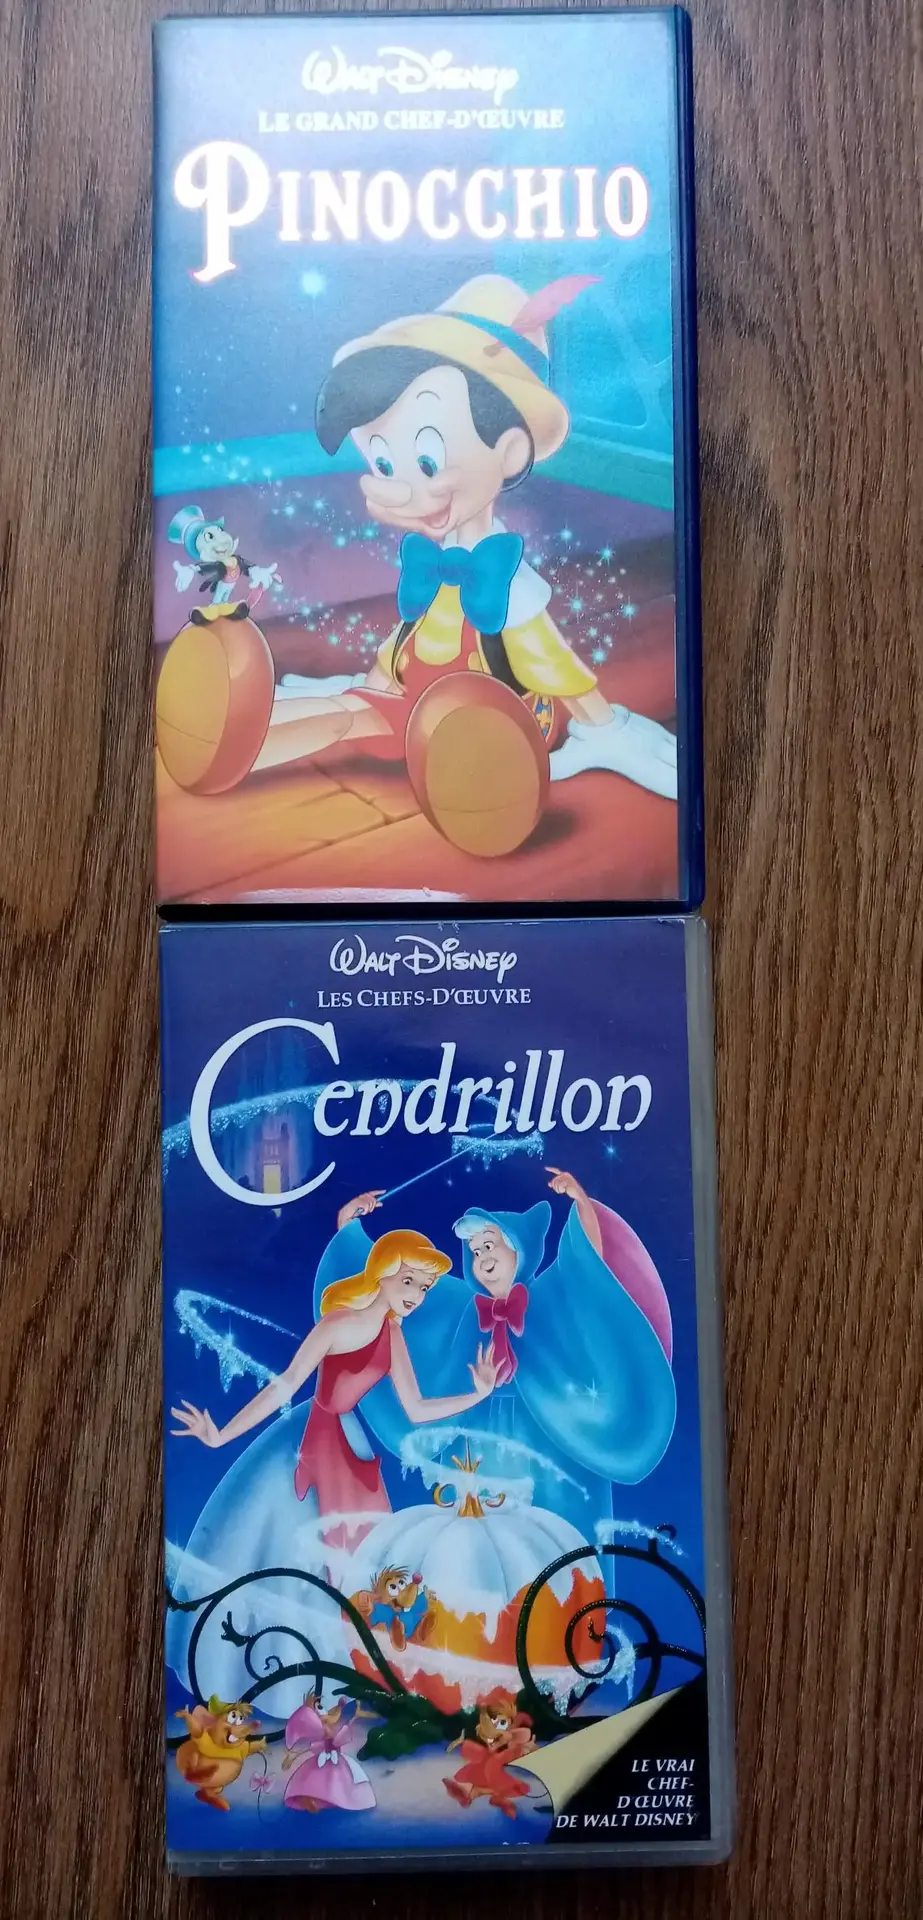 WALT DISNEY
LE GRAND CHEF-D'ŒUVRE
PINOCCHIO
WALT DISNEY
LES CHEFS-D'ŒUVRE
Cendrillon
LE VRAI
CHEF-
D'ŒUVRE
DE WALT DISNEY